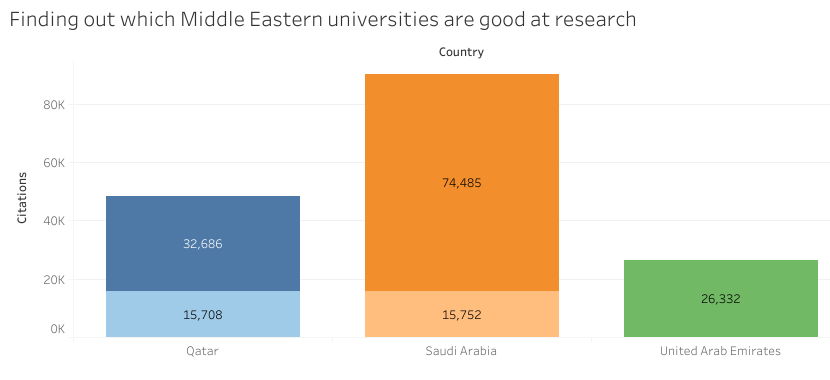 Finding out which Middle Eastern universities are good at research
Country
Citations
80K
60K
40K
20K
0K
32,686
15,708
74,485
15,752
26,332
Qatar
Saudi Arabia
United Arab Emirates